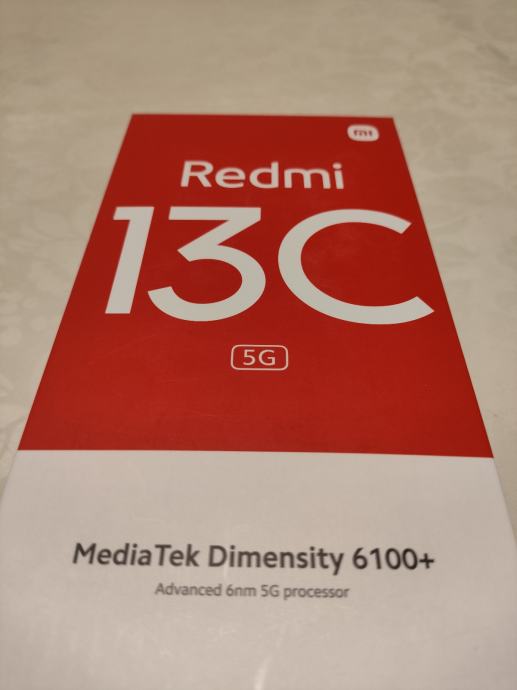 mi
Redmi
13C
5G
MediaTek Dimensity 6100+
Advanced 6nm 5G processor